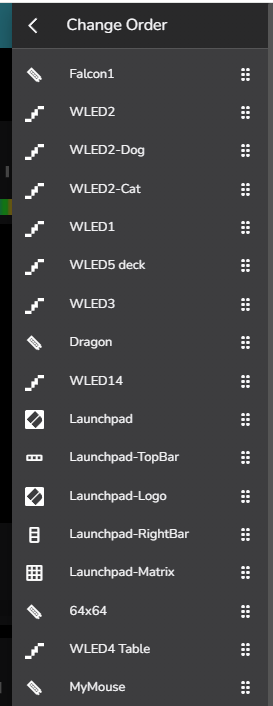 Change Order
Falcon1
WLED2
WLED2-Dog
WLED2-Cat
WLED1
WLED5 deck
WLED3
Dragon
WLED14
Launchpad
Launchpad-TopBar
Launchpad-Logo
Launchpad-RightBar
Launchpad-Matrix
64x64
WLED4 Table
MyMouse